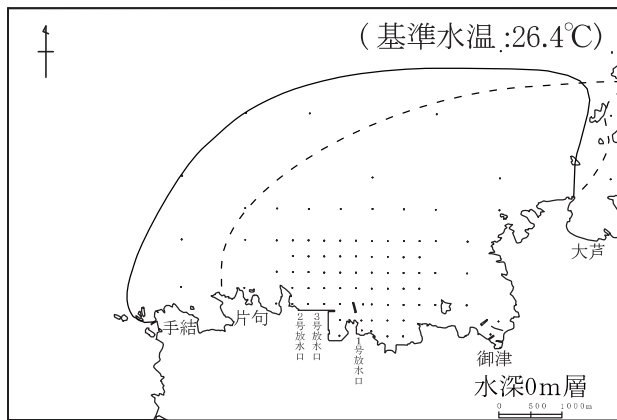 (基準水温:26.4℃)
大芦
手結
片句
2号放水口
3号放水口
1号放水口
御津
水深0m層
0 500 1000m